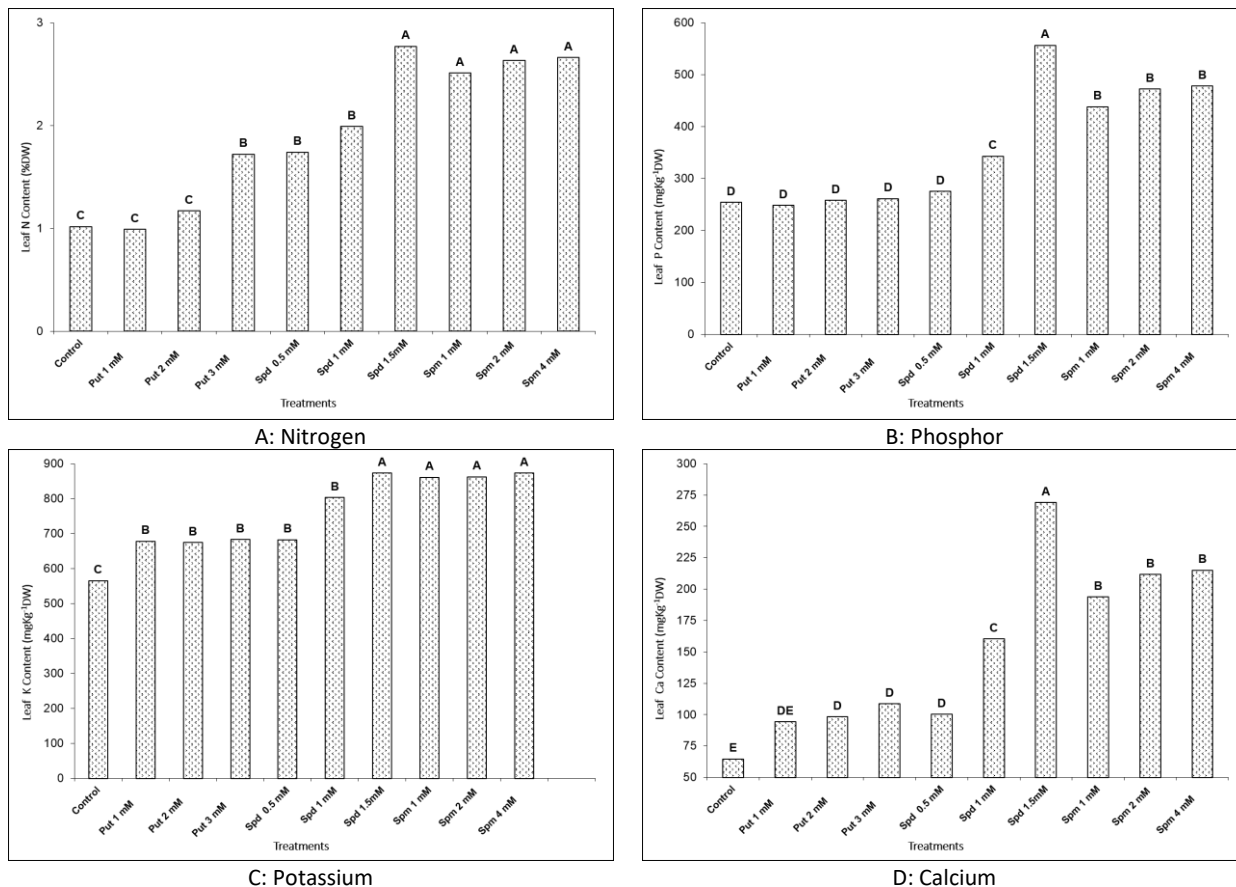 Leaf N Content (%DW)
3
2
1
0
C
C
C
B
B
B
A
A
A
A
Control
Put 1 mM
Put 2 mM
Put 3 mM
Spd 0.5 mM
Spd 1 mM
Spd 1.5mM
Spm 1 mM
Spm 2 mM
Spm 4 mM
Treatments
A: Nitrogen
Leaf P Content (mgKg-1DW)
600
500
400
300
200
100
0
D
D
D
D
D
C
A
B
B
B
Control
Put 1 mM
Put 2 mM
Put 3 mM
Spd 0.5 mM
Spd 1 mM
Spd 1.5mM
Spm 1 mM
Spm 2 mM
Spm 4 mM
Treatments
B: Phosphor
Leaf K Content (mgKg-1DW)
900
800
700
600
500
400
300
200
100
0
C
B
B
B
B
B
A
A
A
A
Control
Put 1 mM
Put 2 mM
Put 3 mM
Spd 0.5 mM
Spd 1 mM
Spd 1.5mM
Spm 1 mM
Spm 2 mM
Spm 4 mM
Treatments
C: Potassium
Leaf Ca Content (mgKg-1DW)
300
275
250
225
200
175
150
125
100
75
50
E
DE
D
D
D
C
A
B
B
B
Control
Put 1 mM
Put 2 mM
Put 3 mM
Spd 0.5 mM
Spd 1 mM
Spd 1.5mM
Spm 1 mM
Spm 2 mM
Spm 4 mM
Treatments
D: Calcium